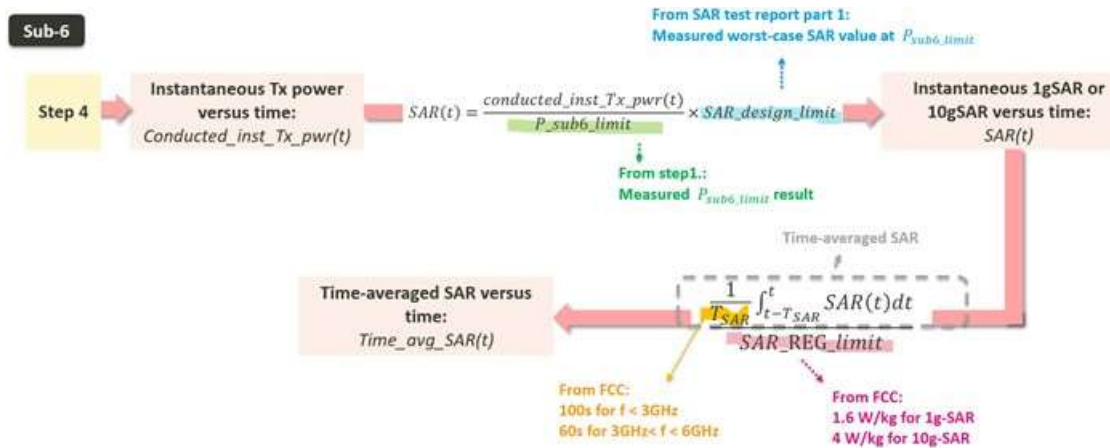 Sub-6
From SAR test report part 1:
Measured worst-case SAR value at P_sub6_limit
Step 4
Instantaneous Tx power
versus time:
Conducted_inst_Tx_pwr(t)
SAR(t) = conducted_inst_Tx_pwr(t) / P_sub6_limit × SAR_design_limit
Instantaneous 1gSAR or
10gSAR versus time:
SAR(t)
From step1.:
Measured P_sub6_limit result
Time-averaged SAR
Time-averaged SAR versus
time:
Time_avg_SAR(t)
1/T_SAR ∫_{t−T_SAR}^{t} SAR(t)dt
SAR_REG_limit
From FCC:
100s for f < 3GHz
60s for 3GHz< f < 6GHz
From FCC:
1.6 W/kg for 1g-SAR
4 W/kg for 10g-SAR